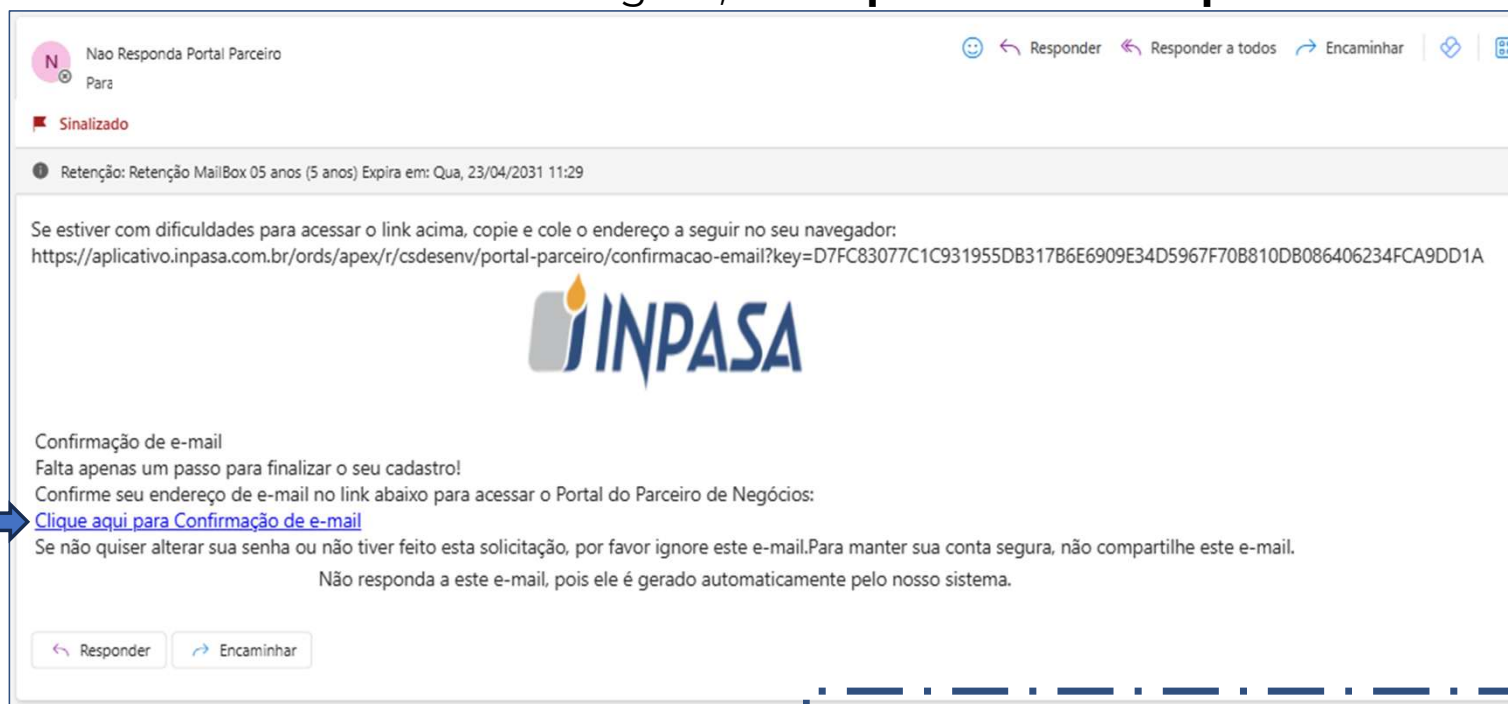 N
Nao Responda Portal Parceiro
Responder
Responder a todos
Encaminhar
Para
Sinalizado
Retenção: Retenção MailBox 05 anos (5 anos) Expira em: Qua, 23/04/2031 11:29
Se estiver com dificuldades para acessar o link acima, copie e cole o endereço a seguir no seu navegador:
https://aplicativo.inpasa.com.br/ords/apex/r/csdesenv/portal-parceiro/confirmacao-email?key=D7FC83077C1C931955DB317B6E6909E34D5967F70B810DB086406234FCA9DD1A
INPASA
Confirmação de e-mail
Falta apenas um passo para finalizar o seu cadastro!
Confirme seu endereço de e-mail no link abaixo para acessar o Portal do Parceiro de Negócios:
Clique aqui para Confirmação de e-mail
Se não quiser alterar sua senha ou não tiver feito esta solicitação, por favor ignore este e-mail.Para manter sua conta segura, não compartilhe este e-mail.
Não responda a este e-mail, pois ele é gerado automaticamente pelo nosso sistema.
Responder
Encaminhar